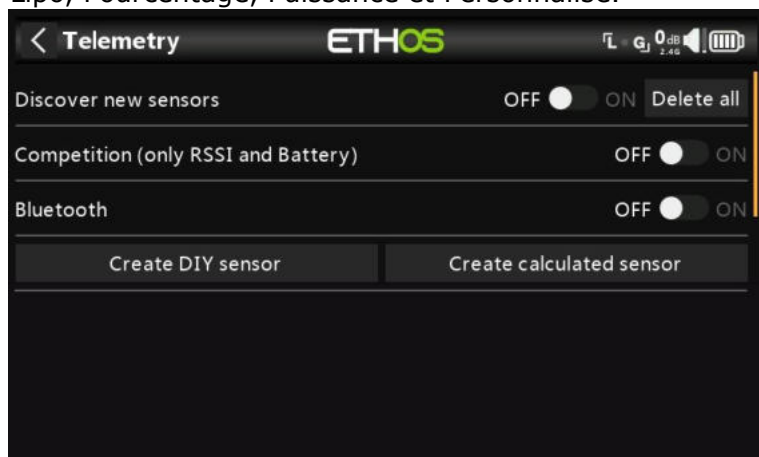 Lipo, Pourcentage, Puissance et Personnalisé.
Telemetry ETHOS L G 0dB 2.4G
Discover new sensors OFF ON Delete all
Competition (only RSSI and Battery) OFF ON
Bluetooth OFF ON
Create DIY sensor Create calculated sensor